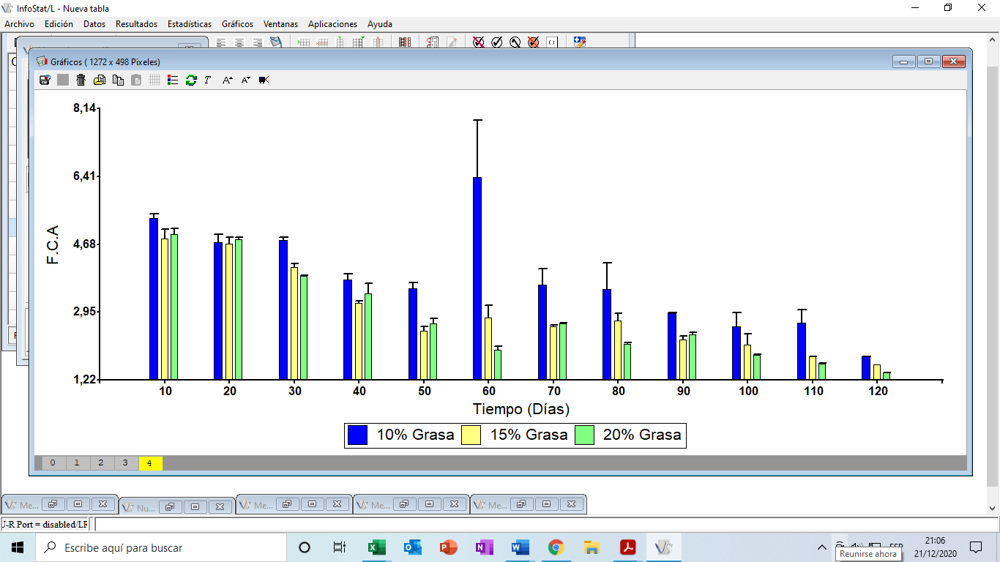 InfoStat/L - Nueva tabla
Archivo Edición Datos Resultados Estadísticas Gráficos Ventanas Aplicaciones Ayuda
Gráficos ( 1272 x 498 Pixeles)
8,14
6,41
4,68
2,95
1,22
F.C.A
10 20 30 40 50 60 70 80 90 100 110 120
Tiempo (Días)
10% Grasa 15% Grasa 20% Grasa
0 1 2 3 4
Me... Nu... Me... Me... Me...
J-R Port = disabled/LF
Escribe aquí para buscar
ESP
21:06
21/12/2020
Reunirse ahora